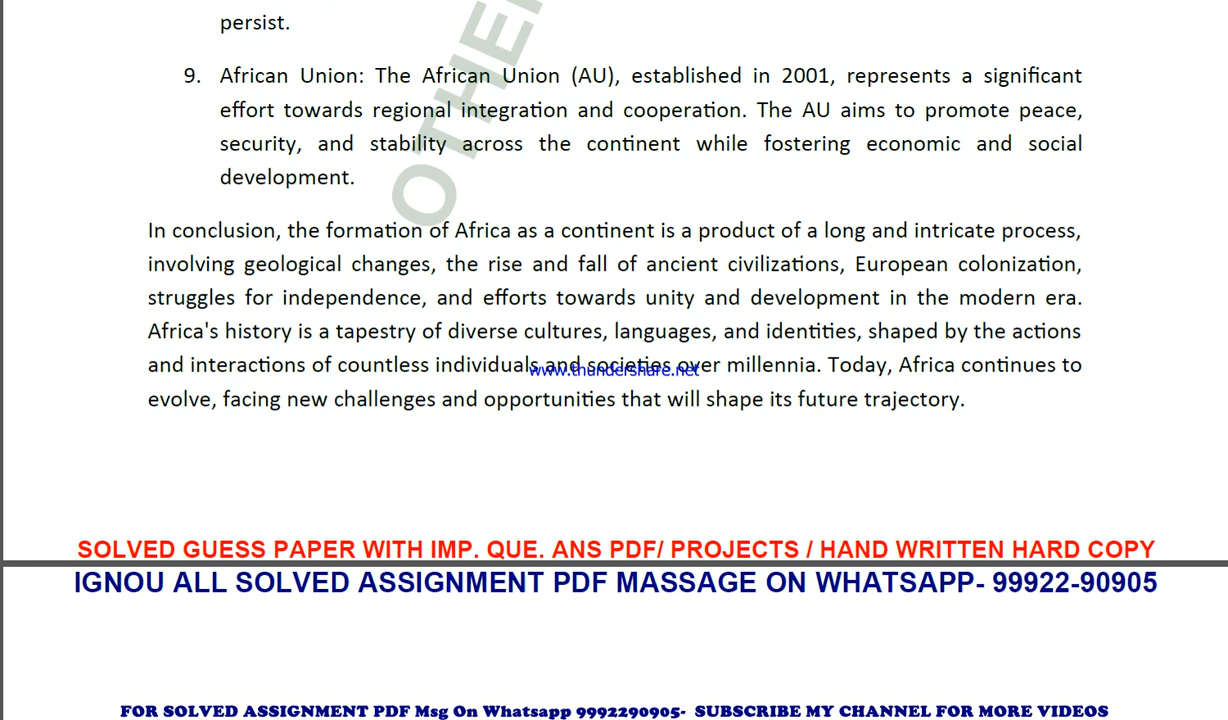 persist.
9. African Union: The African Union (AU), established in 2001, represents a significant
effort towards regional integration and cooperation. The AU aims to promote peace,
security, and stability across the continent while fostering economic and social
development.
OTHE
In conclusion, the formation of Africa as a continent is a product of a long and intricate process,
involving geological changes, the rise and fall of ancient civilizations, European colonization,
struggles for independence, and efforts towards unity and development in the modern era.
Africa's history is a tapestry of diverse cultures, languages, and identities, shaped by the actions
and interactions of countless individuals and societies over millennia. Today, Africa continues to
www.thundershare.net
evolve, facing new challenges and opportunities that will shape its future trajectory.
SOLVED GUESS PAPER WITH IMP. QUE. ANS PDF/ PROJECTS / HAND WRITTEN HARD COPY
IGNOU ALL SOLVED ASSIGNMENT PDF MASSAGE ON WHATSAPP- 99922-90905
FOR SOLVED ASSIGNMENT PDF Msg On Whatsapp 9992290905- SUBSCRIBE MY CHANNEL FOR MORE VIDEOS